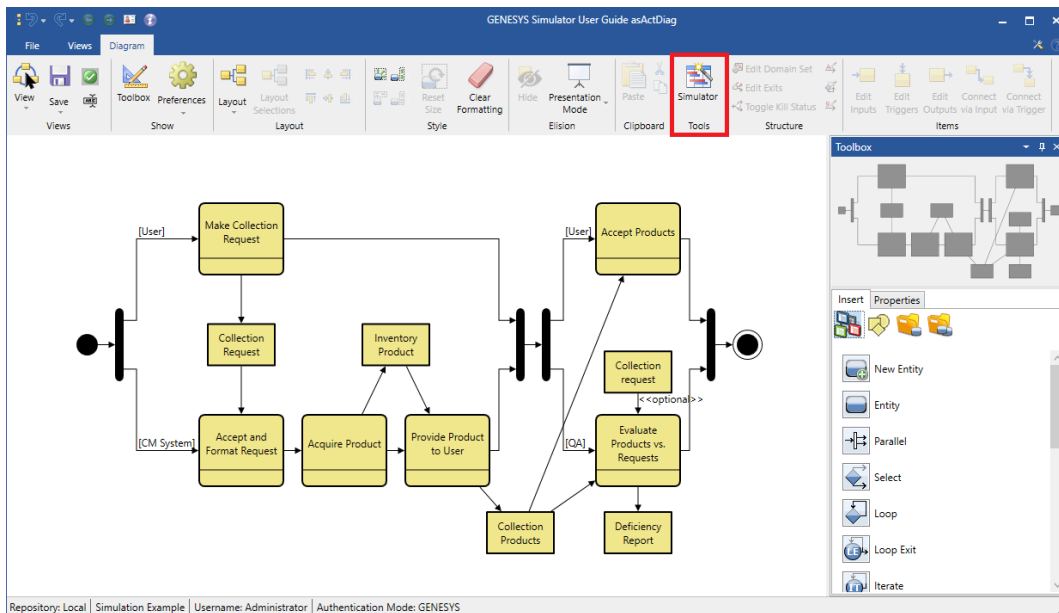 GENESYS Simulator User Guide asActDiag
File Views Diagram
View
Save
Views
Toolbox Preferences
Show
Layout
Layout
Selections
Layout
Reset
Size
Clear
Formatting
Style
Hide
Presentation
Mode
Elision
Paste
Clipboard
Simulator
Tools
Edit Domain Set
Edit Exits
Toggle Kill Status
Structure
Edit
Inputs
Edit
Triggers
Edit
Outputs
Connect
via Input
Connect
via Trigger
Items
[User]
Make Collection
Request
Collection
Request
[CM System]
Accept and
Format Request
Acquire Product
Inventory
Product
Provide Product
to User
[User]
Accept Products
Collection
request
<<optional>>
[QA]
Evaluate
Products vs.
Requests
Collection
Products
Deficiency
Report
Toolbox
Insert Properties
New Entity
Entity
Parallel
Select
Loop
LE
Loop Exit
Iterate
Repository: Local Simulation Example Username: Administrator Authentication Mode: GENESYS